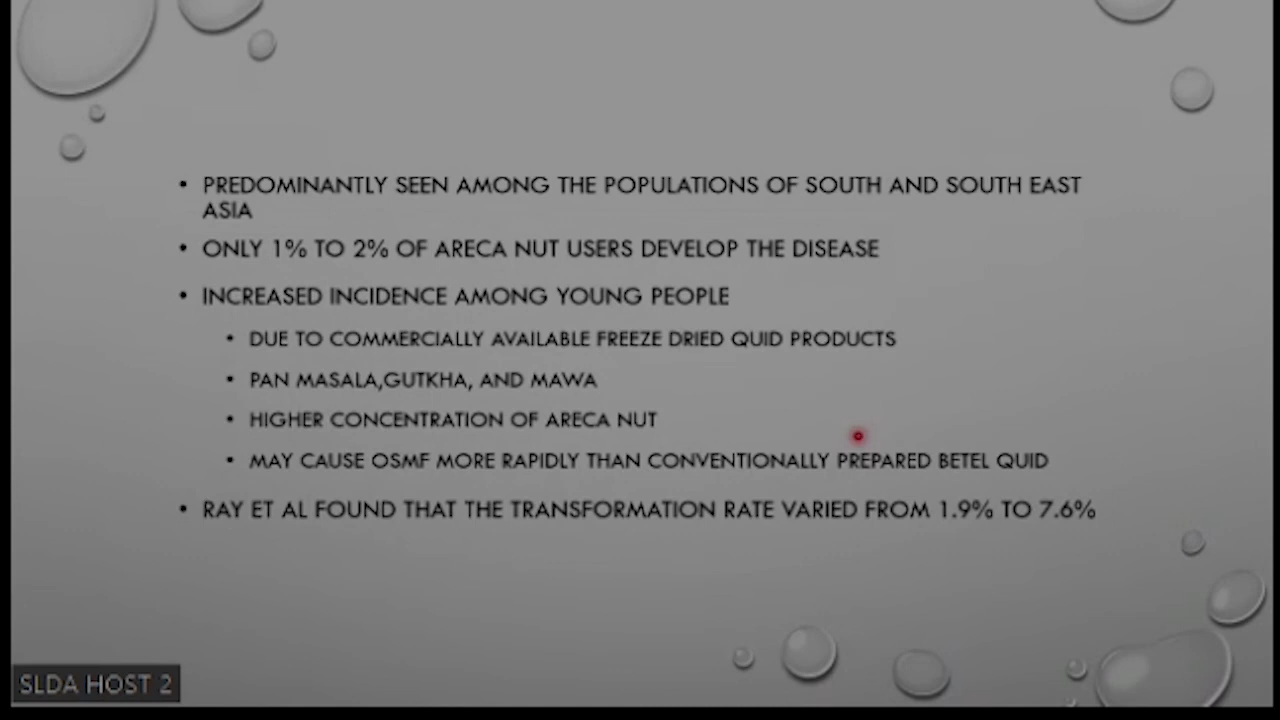 • PREDOMINANTLY SEEN AMONG THE POPULATIONS OF SOUTH AND SOUTH EAST
ASIA
• ONLY 1% TO 2% OF ARECA NUT USERS DEVELOP THE DISEASE
• INCREASED INCIDENCE AMONG YOUNG PEOPLE
• DUE TO COMMERCIALLY AVAILABLE FREEZE DRIED QUID PRODUCTS
• PAN MASALA,GUTKHA, AND MAWA
• HIGHER CONCENTRATION OF ARECA NUT
• MAY CAUSE OSMF MORE RAPIDLY THAN CONVENTIONALLY PREPARED BETEL QUID
• RAY ET AL FOUND THAT THE TRANSFORMATION RATE VARIED FROM 1.9% TO 7.6%
SLDA HOST 2